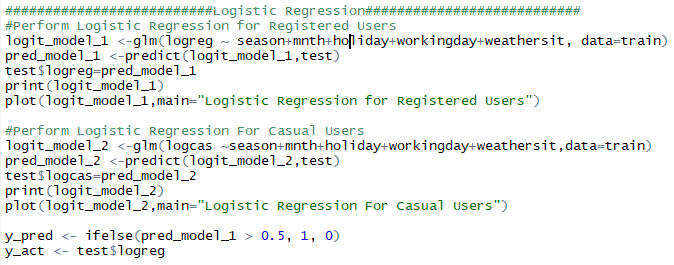 ##########################Logistic Regression###########################
#Perform Logistic Regression for Registered Users
logit_model_1 <-glm(logreg ~ season+mnth+holiday+workingday+weathersit, data=train)
pred_model_1 <-predict(logit_model_1,test)
test$logreg=pred_model_1
print(logit_model_1)
plot(logit_model_1,main="Logistic Regression for Registered Users")
#Perform Logistic Regression For Casual Users
logit_model_2 <-glm(logcas ~season+mnth+holiday+workingday+weathersit,data=train)
pred_model_2 <-predict(logit_model_2,test)
test$logcas=pred_model_2
print(logit_model_2)
plot(logit_model_2,main="Logistic Regression For Casual Users")
y_pred <- ifelse(pred_model_1 > 0.5, 1, 0)
y_act <- test$logreg